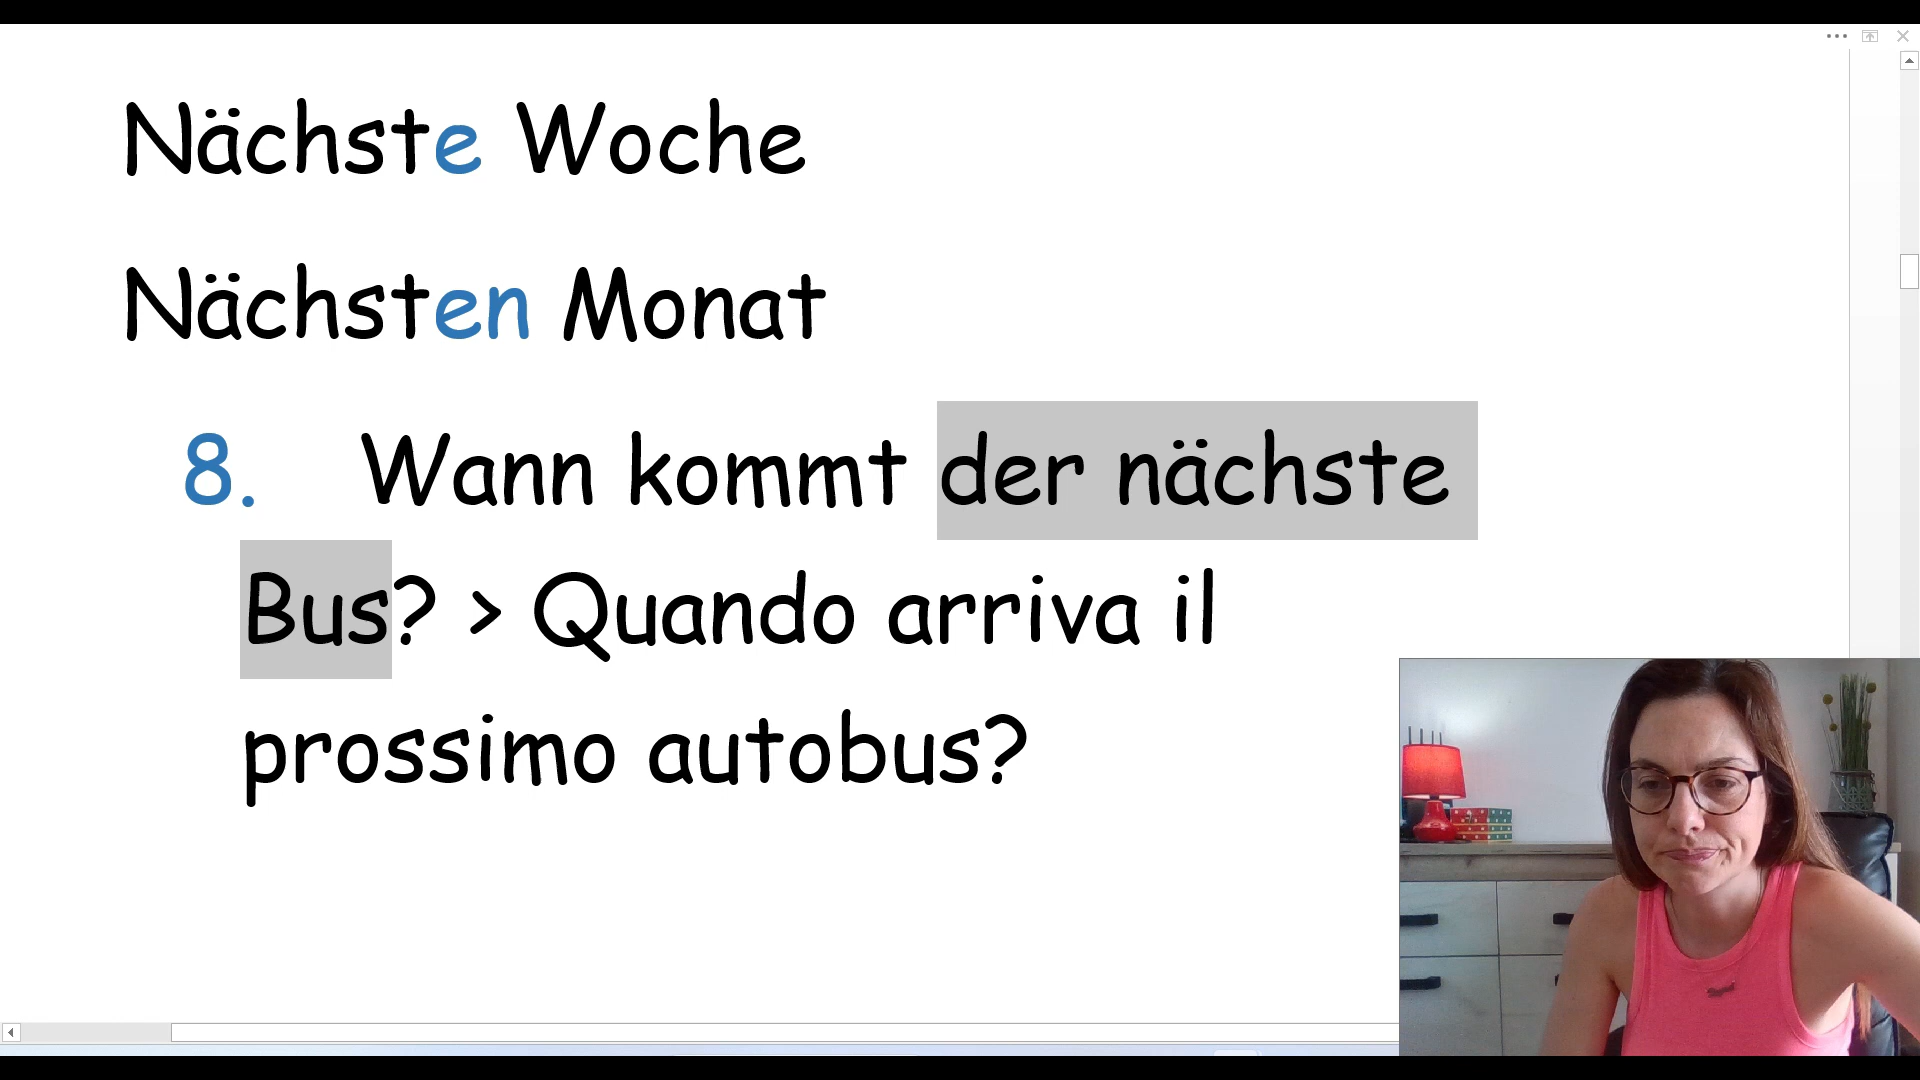 Nächste Woche
Nächsten Monat
8. Wann kommt der nächste
Bus? > Quando arriva il
prossimo autobus?